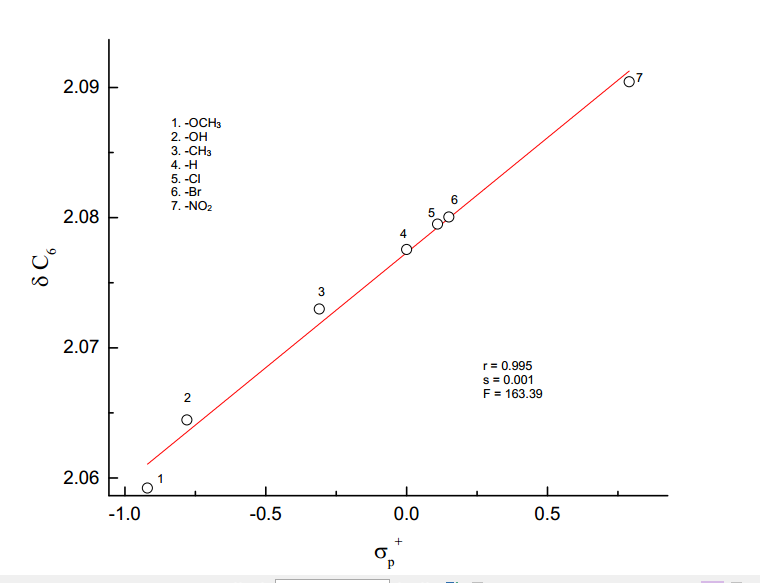 2.09
2.08
2.07
2.06
δ C₆
1. -OCH₃
2. -OH
3. -CH₃
4. -H
5. -Cl
6. -Br
7. -NO₂
7
6
5
4
3
2
1
r = 0.995
s = 0.001
F = 163.39
-1.0 -0.5 0.0 0.5
σₚ⁺